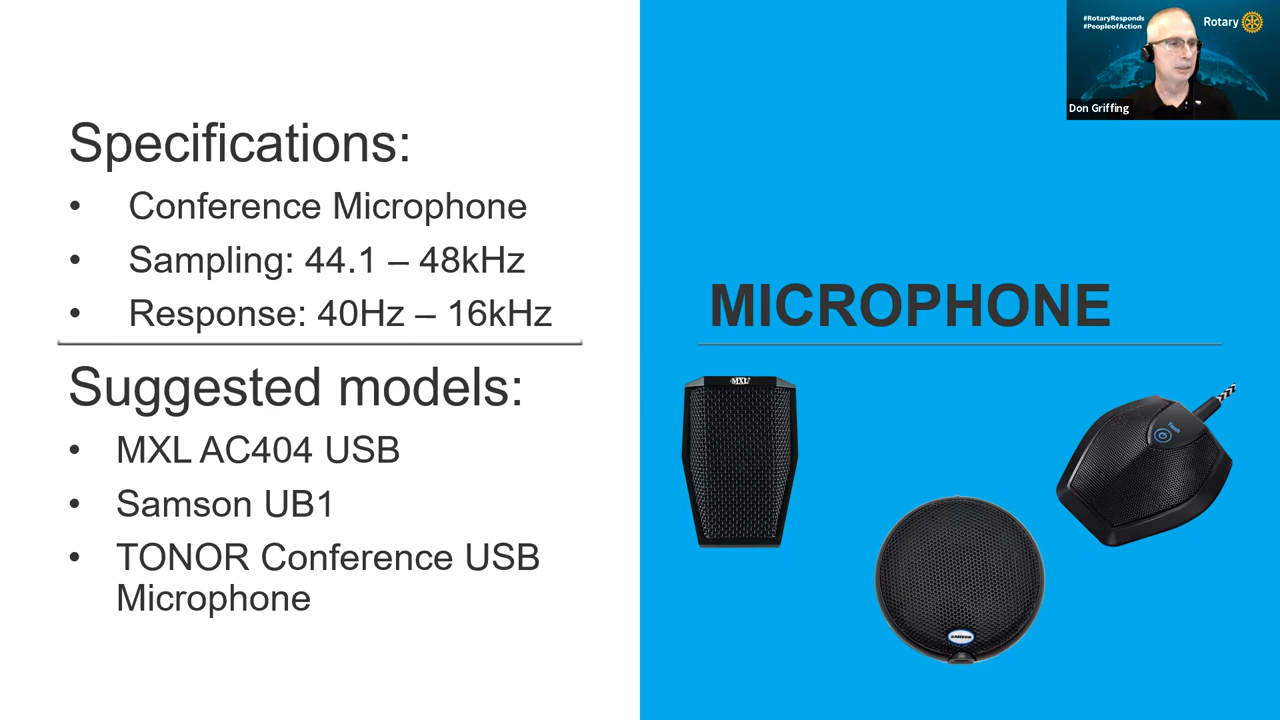 #RotaryResponds
#PeopleofAction
Rotary
Don Griffing
Specifications:
• Conference Microphone
• Sampling: 44.1 – 48kHz
• Response: 40Hz – 16kHz
Suggested models:
• MXL AC404 USB
• Samson UB1
• TONOR Conference USB
Microphone
MICROPHONE
MXL
SAMSON